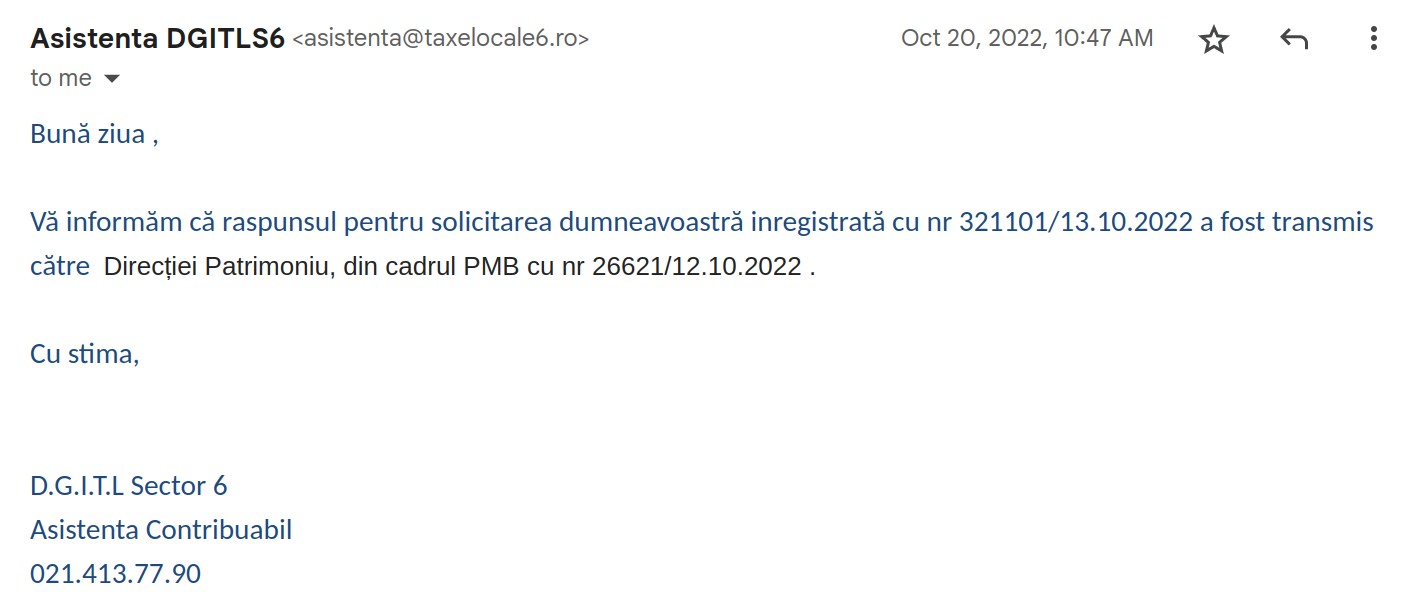 Asistenta DGITLS6 <asistenta@taxelocale6.ro> Oct 20, 2022, 10:47 AM
to me
Bună ziua ,
Vă informăm că raspunsul pentru solicitarea dumneavoastră inregistrată cu nr 321101/13.10.2022 a fost transmis
către  Direcției Patrimoniu, din cadrul PMB cu nr 26621/12.10.2022 .
Cu stima,
D.G.I.T.L Sector 6
Asistenta Contribuabil
021.413.77.90